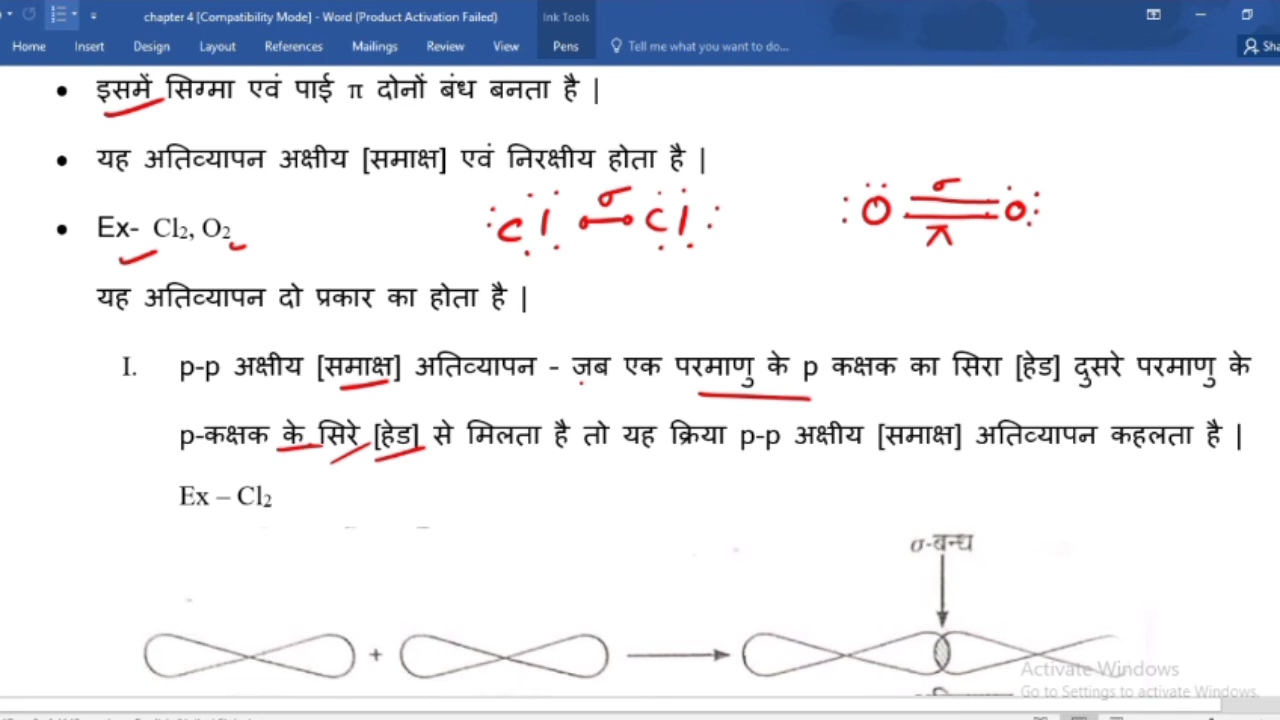 chapter 4 [Compatibility Mode] - Word (Product Activation Failed)
Ink Tools
Home Insert Design Layout References Mailings Review View Pens Tell me what you want to do... Sha
• इसमें सिग्मा एवं पाई π दोनों बंध बनता है |
• यह अतिव्यापन अक्षीय [समाक्ष] एवं निरक्षीय होता है |
• Ex- Cl₂, O₂
Cl σ Cl
O σ π O
यह अतिव्यापन दो प्रकार का होता है |
I. p-p अक्षीय [समाक्ष] अतिव्यापन - ज़ब एक परमाणु के p कक्षक का सिरा [हेड] दुसरे परमाणु के
p-कक्षक के सिरे [हेड] से मिलता है तो यह क्रिया p-p अक्षीय [समाक्ष] अतिव्यापन कहलता है |
Ex – Cl₂
σ-बन्ध
+
Activate Windows
Go to Settings to activate Windows.